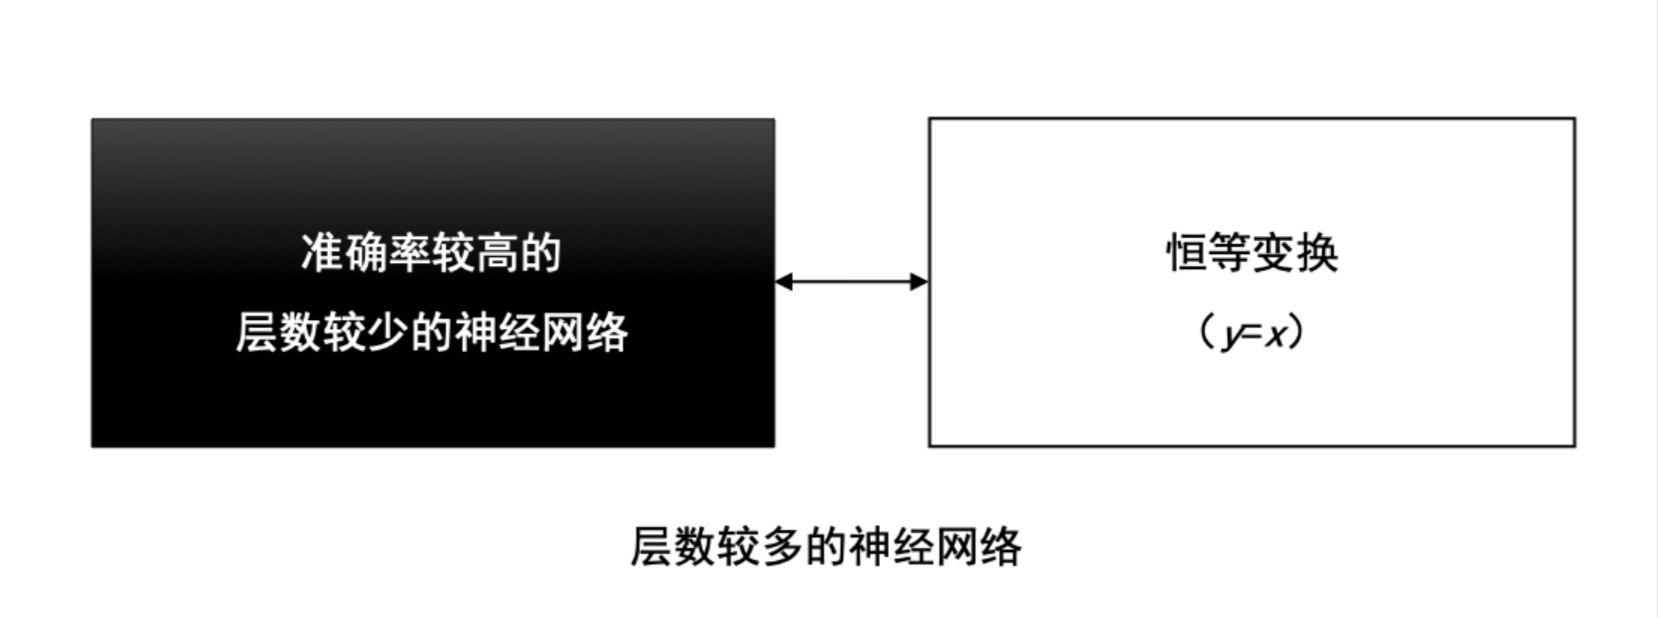 准确率较高的
层数较少的神经网络
恒等变换
（y=x）
层数较多的神经网络